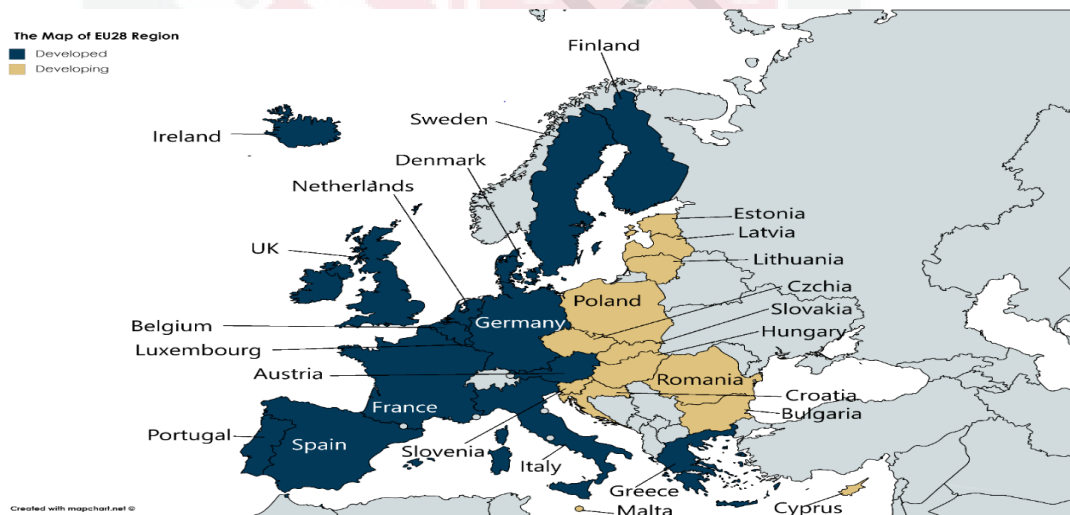 The Map of EU28 Region
Developed
Developing
Finland
Ireland
Sweden
Denmark
Netherlands
Estonia
Latvia
UK
Lithuania
Czchia
Poland
Slovakia
Belgium
Germany
Hungary
Luxembourg
Austria
Romania
Croatia
France
Bulgaria
Portugal
Spain
Slovenia
Italy
Greece
Cyprus
Malta
Created with mapchart.net ©